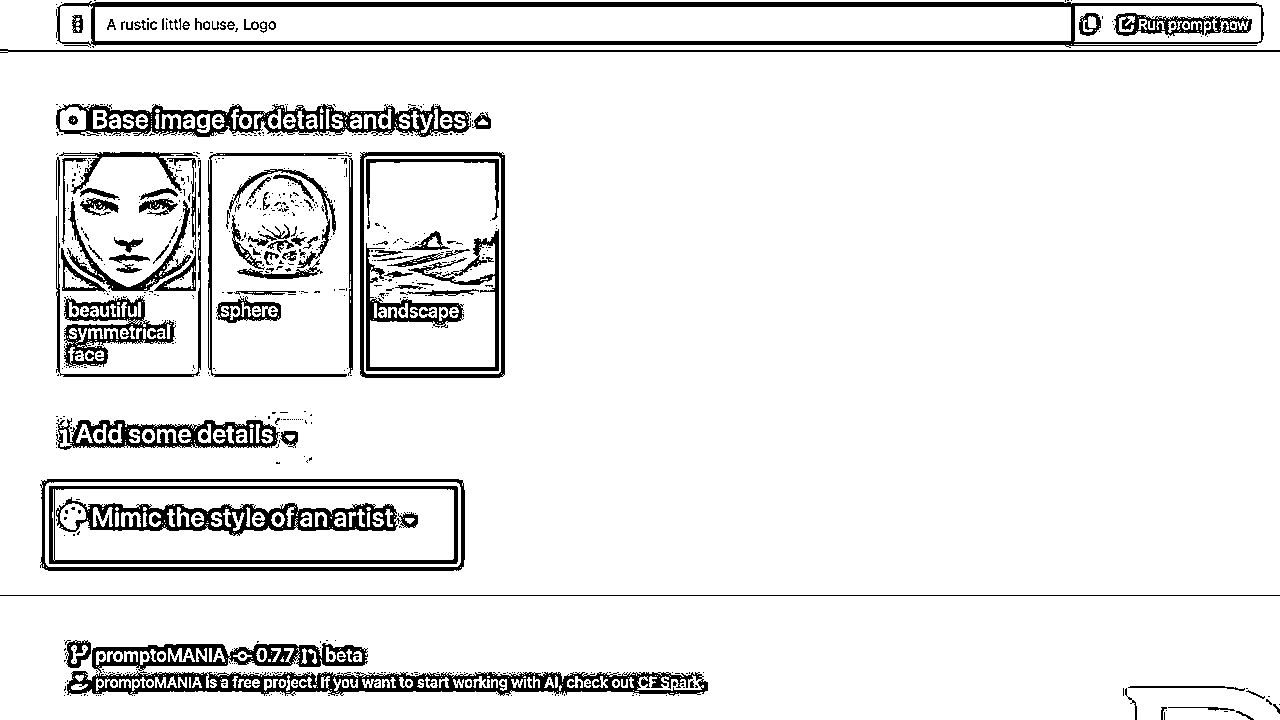 A rustic little house, Logo
Run prompt now
Base image for details and styles
beautiful
symmetrical
face
sphere
landscape
Add some details
Mimic the style of an artist
promptoMANIA 0.7.7 beta
promptoMANIA is a free project. If you want to start working with AI, check out CF Spark.